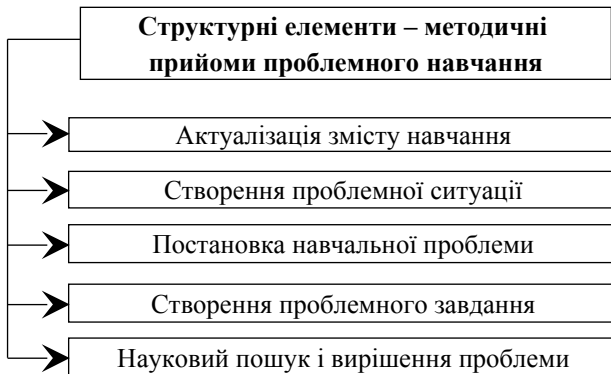 Структурні елементи – методичні
прийоми проблемного навчання
Актуалізація змісту навчання
Створення проблемної ситуації
Постановка навчальної проблеми
Створення проблемного завдання
Науковий пошук і вирішення проблеми